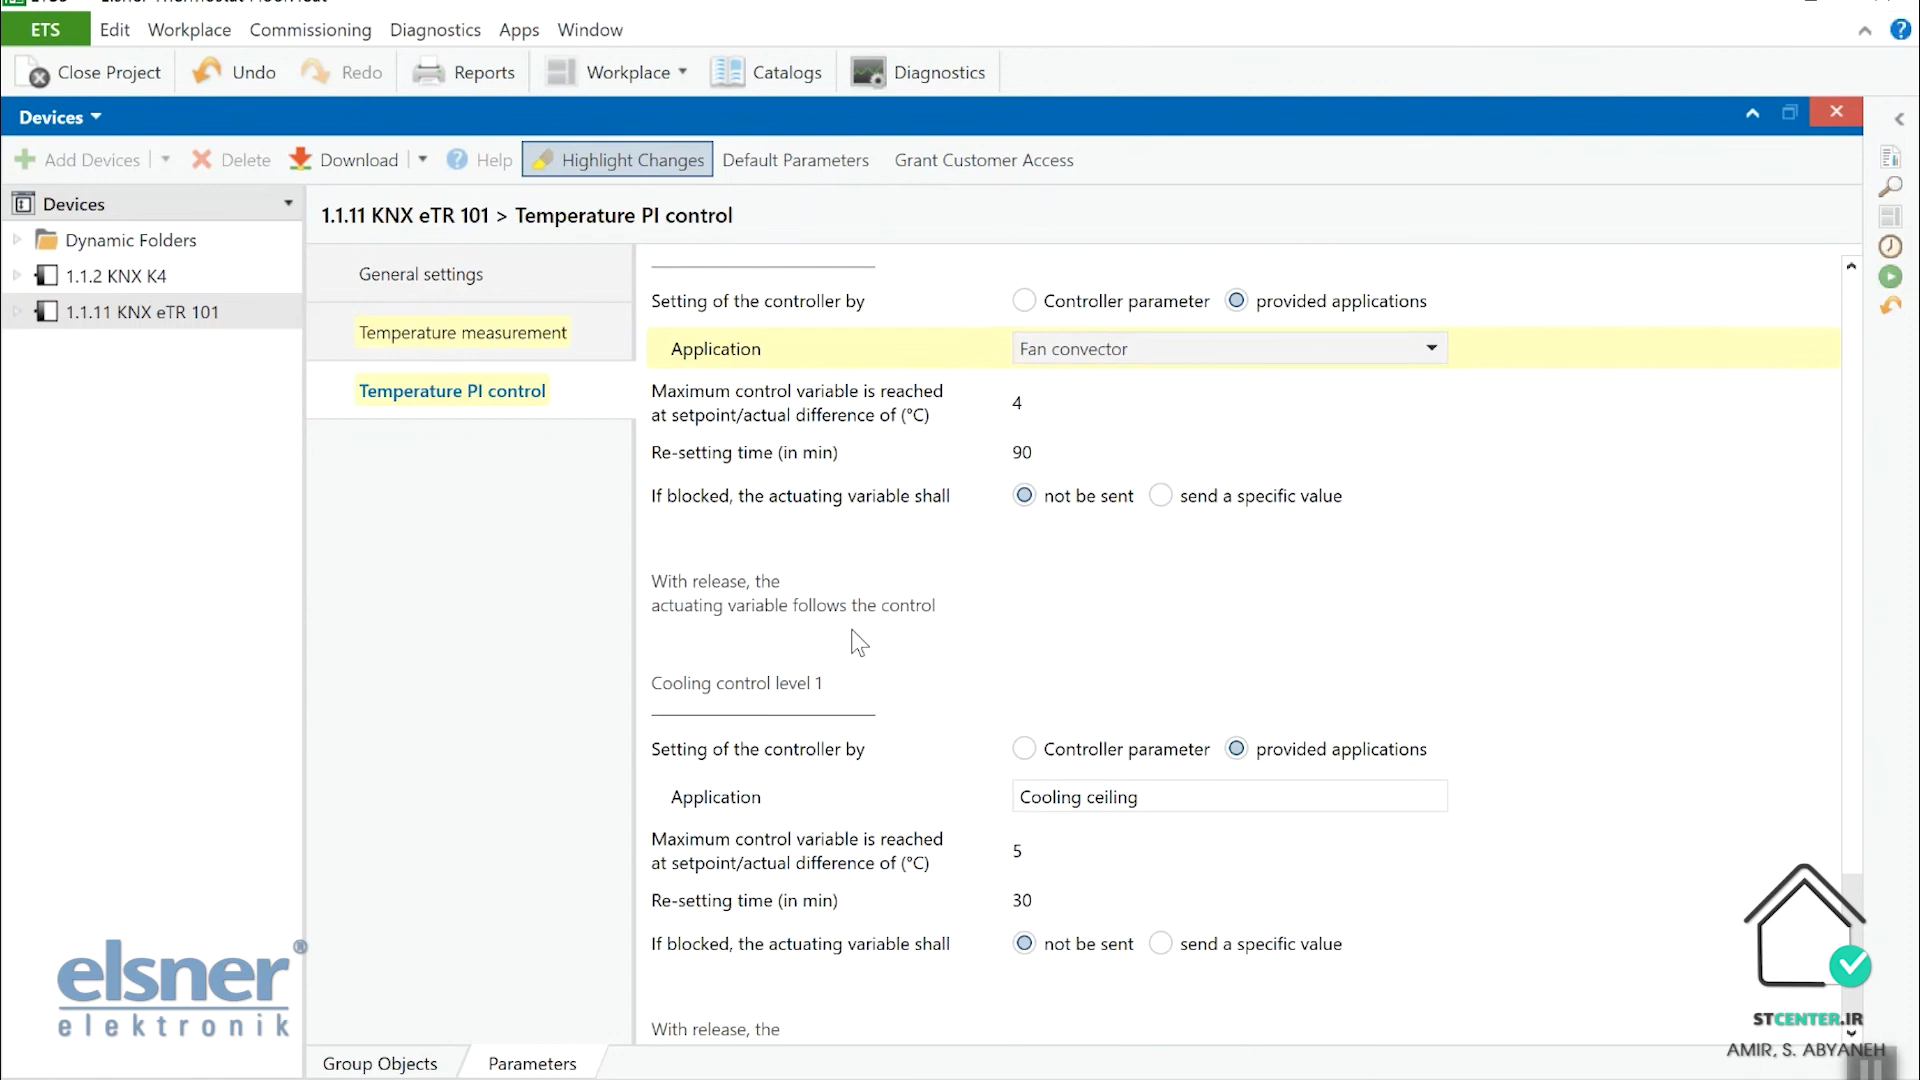 ETS
Edit
Workplace
Commissioning
Diagnostics
Apps
Window
Close Project
Undo
Redo
Reports
Workplace
Catalogs
Diagnostics
Devices
Add Devices
Delete
Download
Help
Highlight Changes
Default Parameters
Grant Customer Access
Devices
Dynamic Folders
1.1.2 KNX K4
1.1.11 KNX eTR 101
1.1.11 KNX eTR 101 > Temperature PI control
General settings
Temperature measurement
Temperature PI control
Setting of the controller by
Controller parameter
provided applications
Application
Fan convector
Maximum control variable is reached
at setpoint/actual difference of (°C)
4
Re-setting time (in min)
90
If blocked, the actuating variable shall
not be sent
send a specific value
With release, the
actuating variable follows the control
Cooling control level 1
Setting of the controller by
Controller parameter
provided applications
Application
Cooling ceiling
Maximum control variable is reached
at setpoint/actual difference of (°C)
5
Re-setting time (in min)
30
If blocked, the actuating variable shall
not be sent
send a specific value
With release, the
Group Objects
Parameters
elsner®
elektronik
STCENTER.IR
AMIR, S. ABYANEH